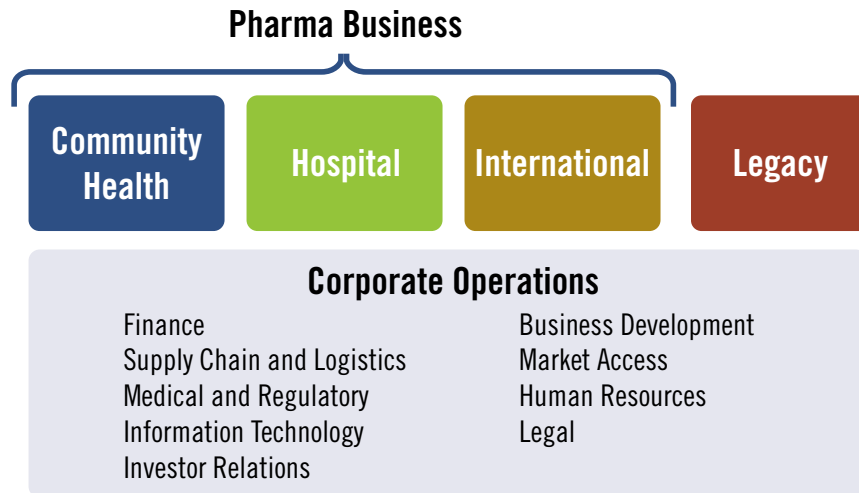 Pharma Business
Community
Health
Hospital
International
Legacy
Corporate Operations
Finance
Supply Chain and Logistics
Medical and Regulatory
Information Technology
Investor Relations
Business Development
Market Access
Human Resources
Legal